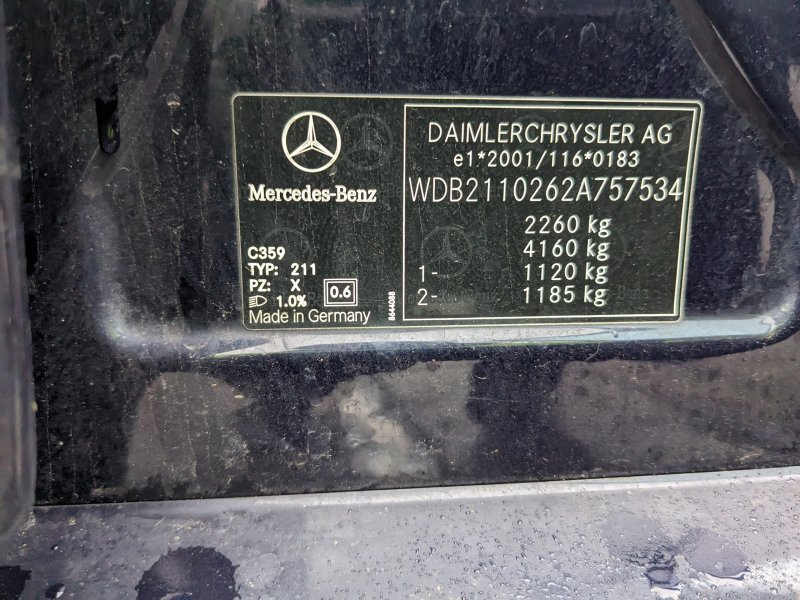 Mercedes-Benz
C359
TYP: 211
PZ: X
1.0% 0.6
Made in Germany
8644088
DAIMLERCHRYSLER AG
e1*2001/116*0183
WDB2110262A757534
2260 kg
4160 kg
1- 1120 kg
2- 1185 kg